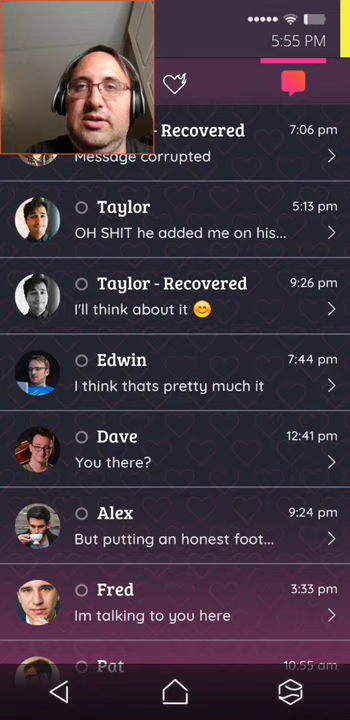 5:55 PM
- Recovered
7:06 pm
Message corrupted
Taylor
5:13 pm
OH SHIT he added me on his...
Taylor - Recovered
9:26 pm
I'll think about it 😊
Edwin
7:44 pm
I think thats pretty much it
Dave
12:41 pm
You there?
Alex
9:24 pm
But putting an honest foot...
Fred
3:33 pm
Im talking to you here
Pat
10:55 am